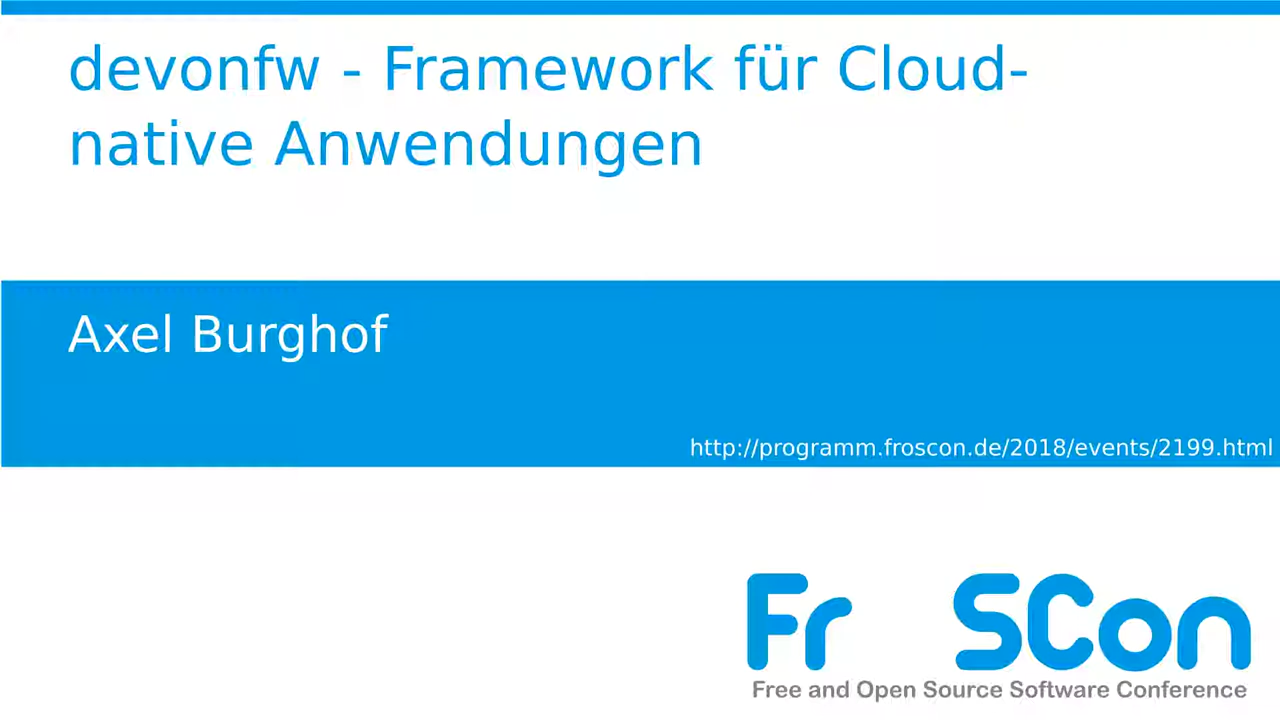 devonfw - Framework für Cloud-
native Anwendungen
Axel Burghof
http://programm.froscon.de/2018/events/2199.html
Fr SCon
Free and Open Source Software Conference